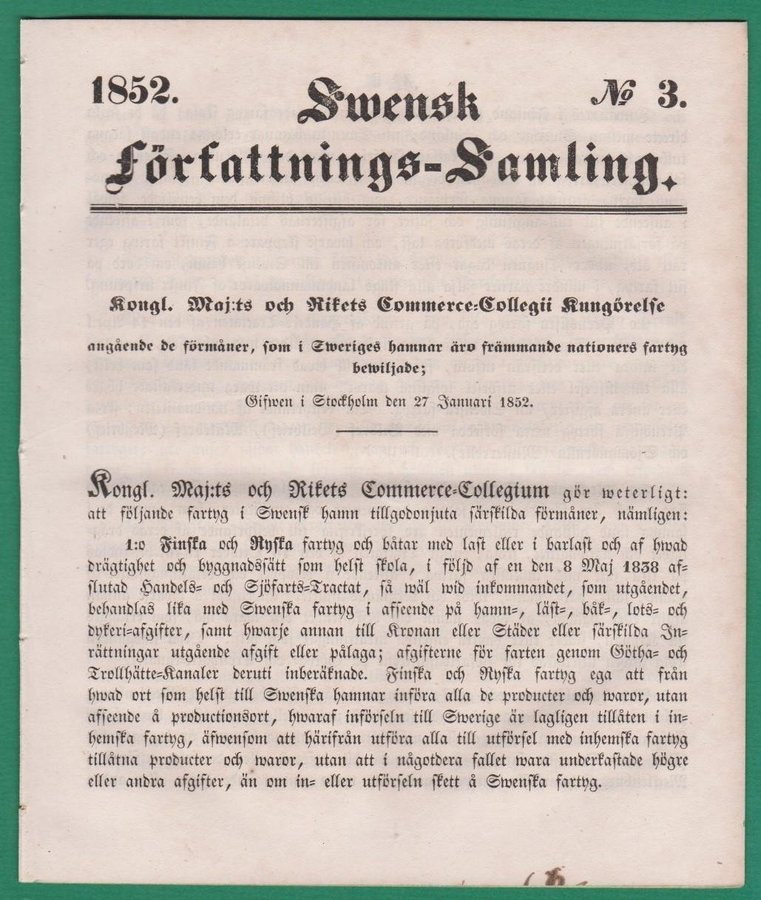 1852.
Swensk
№ 3.
Författnings-Samling.
Kongl. Maj:ts och Rikets Commerce-Collegii Kungörelse
angående de förmåner, som i Sweriges hamnar äro främmande nationers fartyg
bewiljade;
Gifwen i Stockholm den 27 Januari 1852.
Kongl. Maj:ts och Rikets Commerce-Collegium gör weterligt:
att följande fartyg i Swensk hamn tillgodonjuta särskilda förmåner, nämligen:
1:o Finska och Ryska fartyg och båtar med last eller i barlast och af hwad
drägtighet och byggnadssätt som helst skola, i följd af en den 8 Maj 1838 af-
slutad Handels- och Sjöfarts-Tractat, så wäl wid inkommandet, som utgåendet,
behandlas lika med Swenska fartyg i afseende på hamn-, läst-, båk-, lots- och
dykeri-afgifter, samt hwarje annan till Kronan eller Städer eller särskilda In-
rättningar utgående afgift eller pålaga; afgifterne för farten genom Götha- och
Trollhätte-Kanaler deruti inberäknade. Finska och Ryska fartyg ega att från
hwad ort som helst till Swenska hamnar införa alla de producter och waror, utan
afseende å productionsort, hwaraf införseln till Swerige är lagligen tillåten i in-
hemska fartyg, äfwensom att härifrån utföra alla till utförsel med inhemska fartyg
tillåtna producter och waror, utan att i någotdera fallet wara underkastade högre
eller andra afgifter, än om in- eller utförseln skett å Swenska fartyg.